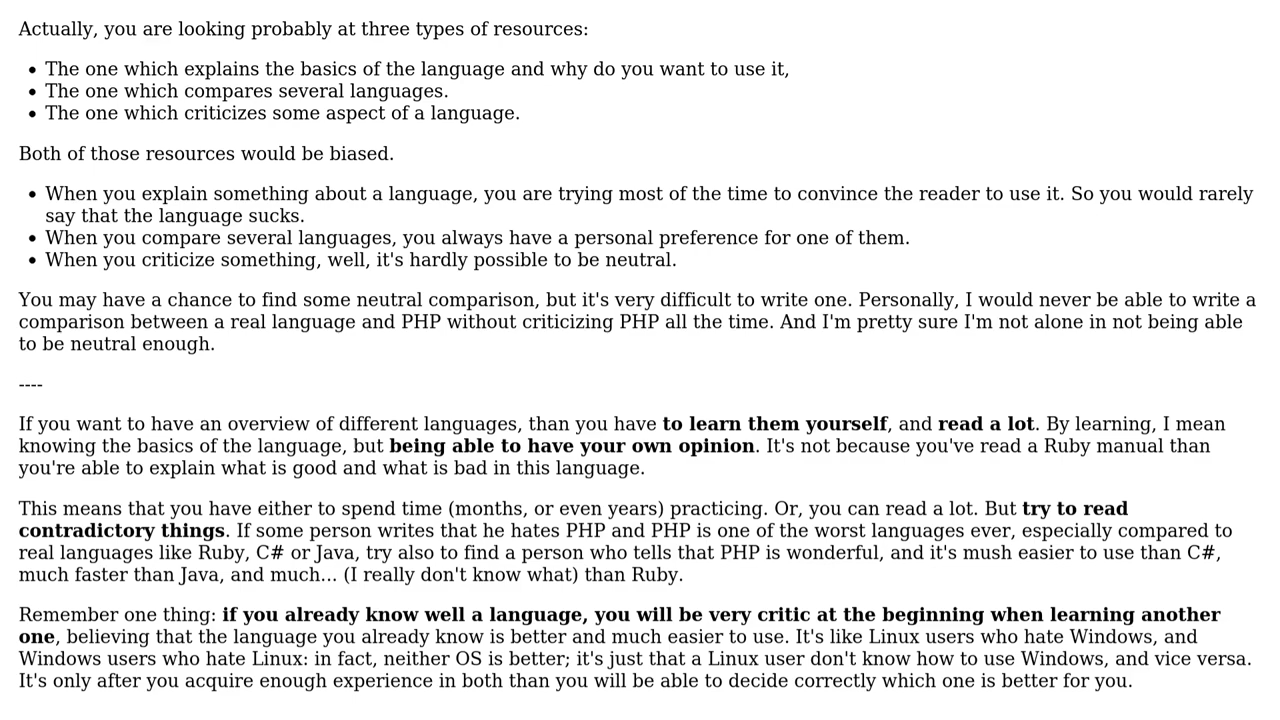 Actually, you are looking probably at three types of resources:
• The one which explains the basics of the language and why do you want to use it,
• The one which compares several languages.
• The one which criticizes some aspect of a language.
Both of those resources would be biased.
• When you explain something about a language, you are trying most of the time to convince the reader to use it. So you would rarely
say that the language sucks.
• When you compare several languages, you always have a personal preference for one of them.
• When you criticize something, well, it's hardly possible to be neutral.
You may have a chance to find some neutral comparison, but it's very difficult to write one. Personally, I would never be able to write a
comparison between a real language and PHP without criticizing PHP all the time. And I'm pretty sure I'm not alone in not being able
to be neutral enough.
----
If you want to have an overview of different languages, than you have to learn them yourself, and read a lot. By learning, I mean
knowing the basics of the language, but being able to have your own opinion. It's not because you've read a Ruby manual than
you're able to explain what is good and what is bad in this language.
This means that you have either to spend time (months, or even years) practicing. Or, you can read a lot. But try to read
contradictory things. If some person writes that he hates PHP and PHP is one of the worst languages ever, especially compared to
real languages like Ruby, C# or Java, try also to find a person who tells that PHP is wonderful, and it's mush easier to use than C#,
much faster than Java, and much... (I really don't know what) than Ruby.
Remember one thing: if you already know well a language, you will be very critic at the beginning when learning another
one, believing that the language you already know is better and much easier to use. It's like Linux users who hate Windows, and
Windows users who hate Linux: in fact, neither OS is better; it's just that a Linux user don't know how to use Windows, and vice versa.
It's only after you acquire enough experience in both than you will be able to decide correctly which one is better for you.